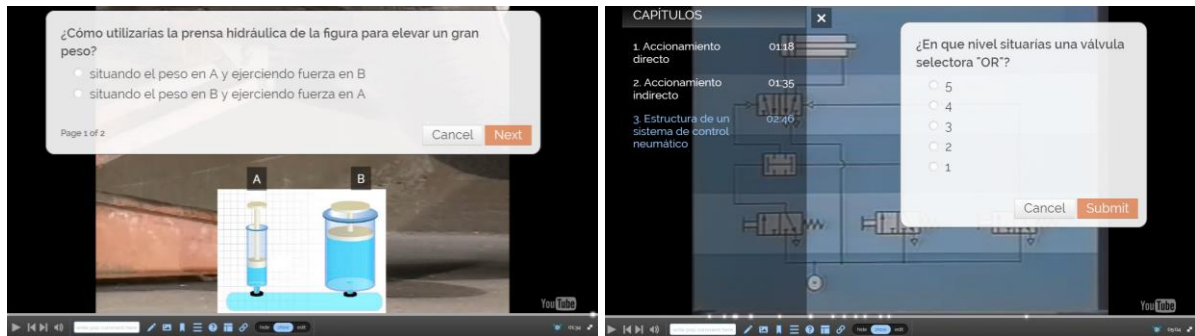 ¿Cómo utilizarías la prensa hidráulica de la figura para elevar un gran
peso?
situando el peso en A y ejerciendo fuerza en B
situando el peso en B y ejerciendo fuerza en A
Page 1 of 2
Cancel
Next
A
B
YouTube
hide
show
edit
CAPÍTULOS
1. Accionamiento 01:18
directo
2. Accionamiento 01:35
indirecto
3. Estructura de un 02:46
sistema de control
neumático
¿En que nivel situarías una válvula
selectora "OR"?
5
4
3
2
1
Cancel
Submit
YouTube
hide
show
edit